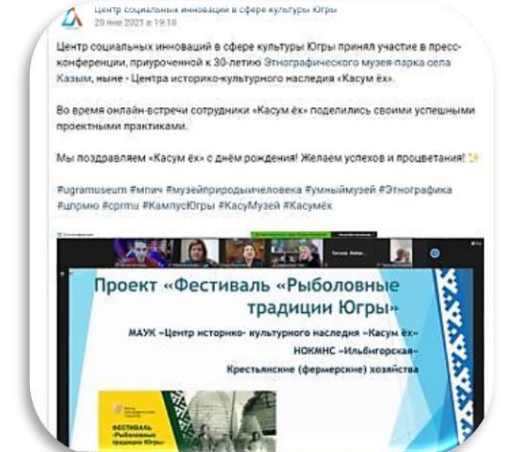 Центр социальных инноваций в сфере культуры Югры
28 янв 2021 в 19:18
Центр социальных инноваций в сфере культуры Югры принял участие в пресс-
конференции, приуроченной к 30-летию Этнографического музея-парка села
Казым, ныне - Центра историко-культурного наследия «Касум ёх».
Во время онлайн-встречи сотрудники «Касум ёх» поделились своими успешными
проектными практиками.
Мы поздравляем «Касум ёх» с днём рождения! Желаем успехов и процветания! ✨
#ugramuseum #мпич #музейприродыичеловека #умныймузей #Этнографика
#цпрмю #cprmu #КампусЮгры #КасуМузей #Касумёх
Проект «Фестиваль «Рыболовные
традиции Югры»
МАУК «Центр историко- культурного наследия «Касум ёх»
НОКМНС «Ильбигорская»
Крестьянские (фермерские) хозяйства
ФЕСТИВАЛЬ
«Рыболовные
традиции Югры»